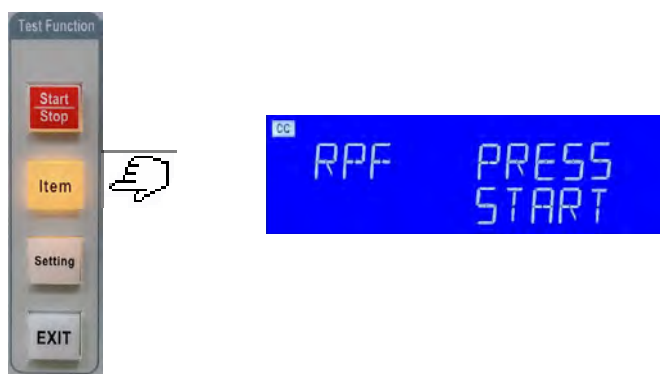 Test Function
Start
Stop
Item
Setting
EXIT
CC
RPF PRESS
START